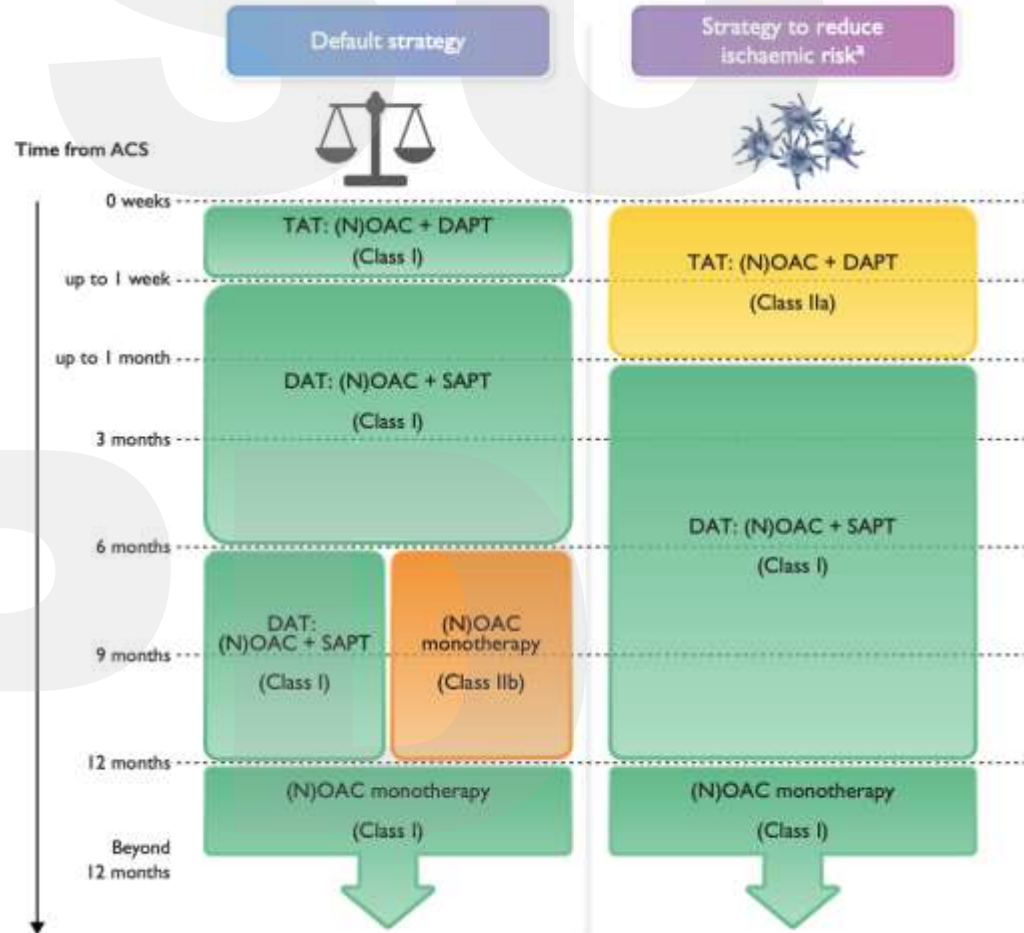 Default strategy
Strategy to reduce
ischaemic riskᵃ
Time from ACS
0 weeks
TAT: (N)OAC + DAPT
(Class I)
TAT: (N)OAC + DAPT
(Class IIa)
up to 1 week
DAT: (N)OAC + SAPT
(Class I)
up to 1 month
3 months
DAT: (N)OAC + SAPT
(Class I)
6 months
DAT:
(N)OAC + SAPT
(Class I)
(N)OAC
monotherapy
(Class IIb)
9 months
12 months
(N)OAC monotherapy
(Class I)
(N)OAC monotherapy
(Class I)
Beyond
12 months